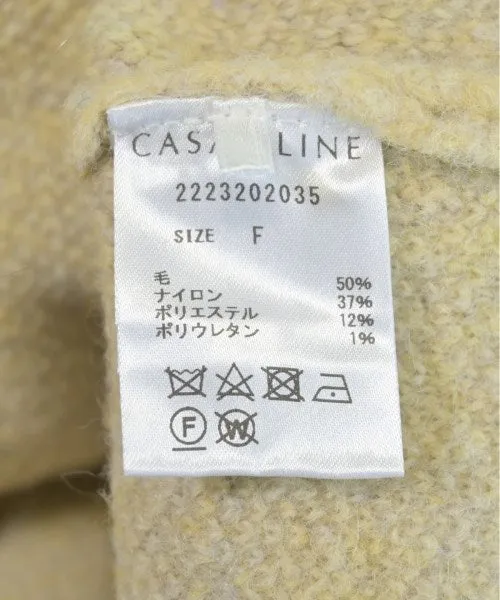 CASA LINE
2223202035
SIZE F
毛 50%
ナイロン 37%
ポリエステル 12%
ポリウレタン 1%
F W